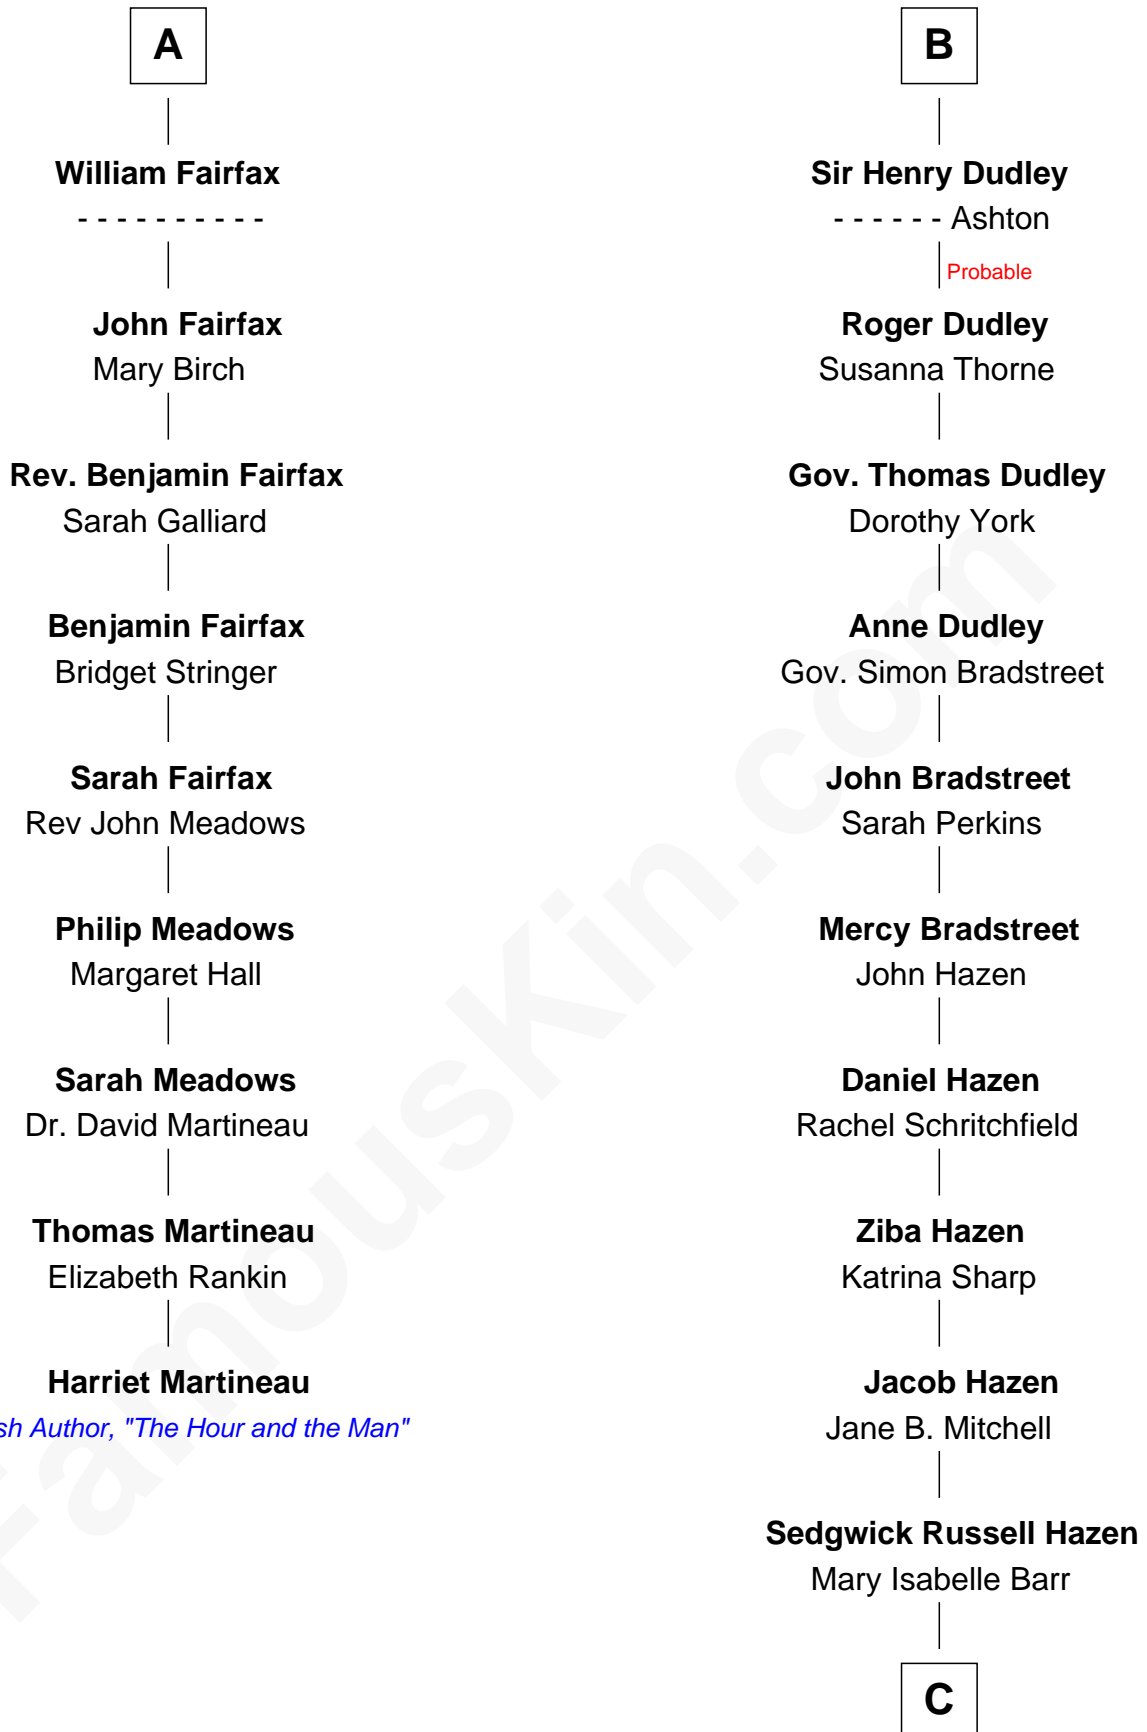 A
William Fairfax
- - - - - - - - - -
John Fairfax
Mary Birch
Rev. Benjamin Fairfax
Sarah Galliard
Benjamin Fairfax
Bridget Stringer
Sarah Fairfax
Rev John Meadows
Philip Meadows
Margaret Hall
Sarah Meadows
Dr. David Martineau
Thomas Martineau
Elizabeth Rankin
Harriet Martineau
sh Author, "The Hour and the Man"
B
Sir Henry Dudley
- - - - - - Ashton
Probable
Roger Dudley
Susanna Thorne
Gov. Thomas Dudley
Dorothy York
Anne Dudley
Gov. Simon Bradstreet
John Bradstreet
Sarah Perkins
Mercy Bradstreet
John Hazen
Daniel Hazen
Rachel Schritchfield
Ziba Hazen
Katrina Sharp
Jacob Hazen
Jane B. Mitchell
Sedgwick Russell Hazen
Mary Isabelle Barr
C
FamousKin.com